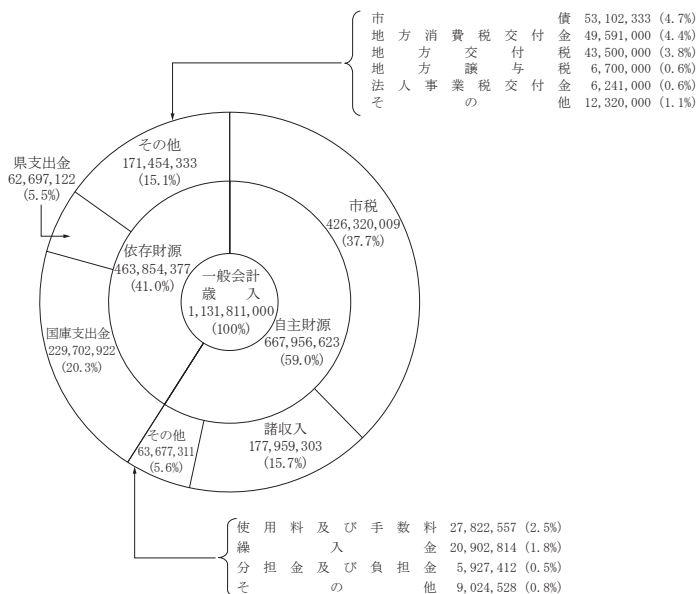 市債 53,102,333 (4.7%)
地方消費税交付金 49,591,000 (4.4%)
地方交付税 43,500,000 (3.8%)
地方譲与税 6,700,000 (0.6%)
法人事業税交付金 6,241,000 (0.6%)
その他 12,320,000 (1.1%)
その他
171,454,333
(15.1%)
県支出金
62,697,122
(5.5%)
市税
426,320,009
(37.7%)
依存財源
463,854,377
(41.0%)
一般会計
歳入
1,131,811,000
(100%)
自主財源
667,956,623
(59.0%)
国庫支出金
229,702,922
(20.3%)
その他
63,677,311
(5.6%)
諸収入
177,959,303
(15.7%)
使用料及び手数料 27,822,557 (2.5%)
繰入金 20,902,814 (1.8%)
分担金及び負担金 5,927,412 (0.5%)
その他 9,024,528 (0.8%)